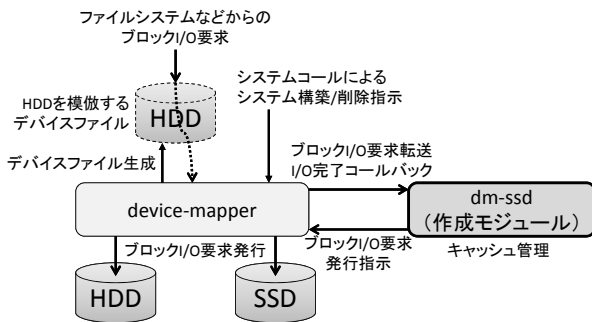 ファイルシステムなどからの
ブロックI/O要求
システムコールによる
システム構築/削除指示
HDDを模倣する
デバイスファイル
HDD
デバイスファイル生成
ブロックI/O要求転送
I/O完了コールバック
device-mapper
dm-ssd
(作成モジュール)
ブロックI/O要求発行
ブロックI/O要求
発行指示
キャッシュ管理
HDD
SSD